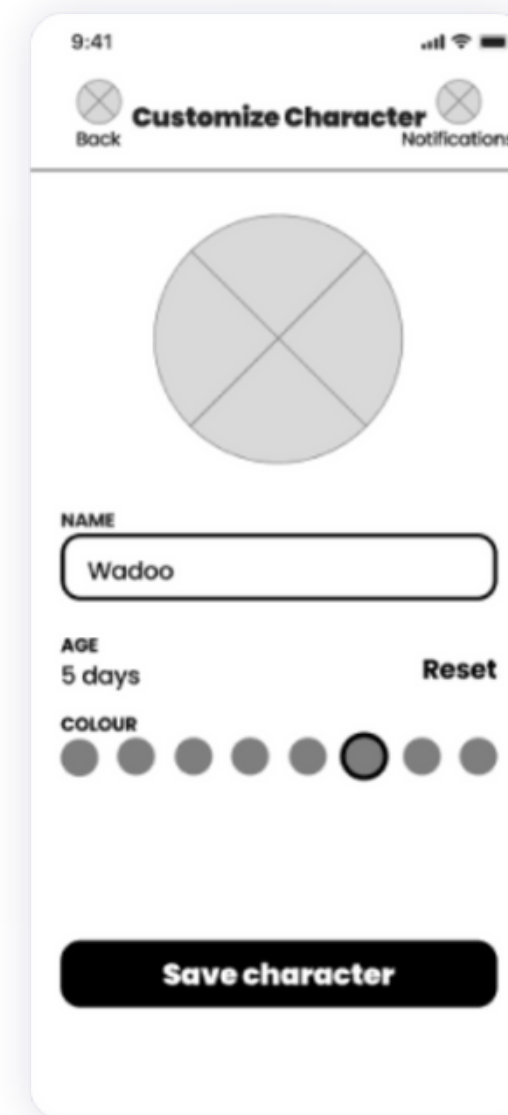 9:41
Customize Character
Back
Notifications
NAME
Wadoo
AGE
5 days
Reset
COLOUR
Save character